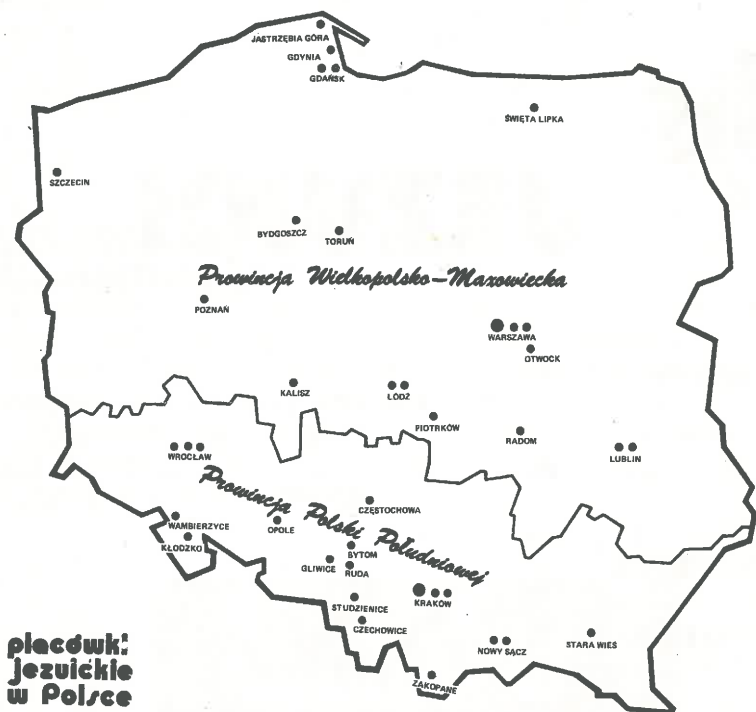 JASTRZĘBIA GÓRA
GDYNIA
GDAŃSK
ŚWIĘTA LIPKA
SZCZECIN
BYDGOSZCZ
TORUŃ
Prowincja Wielkopolsko-Mazowiecka
POZNAŃ
WARSZAWA
OTWOCK
KALISZ
ŁÓDŹ
PIOTRKÓW
RADOM
LUBLIN
WROCŁAW
Prowincja Polski Południowej
CZĘSTOCHOWA
WAMBIERZYCE
OPOLE
KŁODZKO
BYTOM
GLIWICE
RUDA
KRAKÓW
STUDZIENICE
CZECHOWICE
NOWY SĄCZ
STARA WIEŚ
ZAKOPANE
placówki
jezuickie
w Polsce